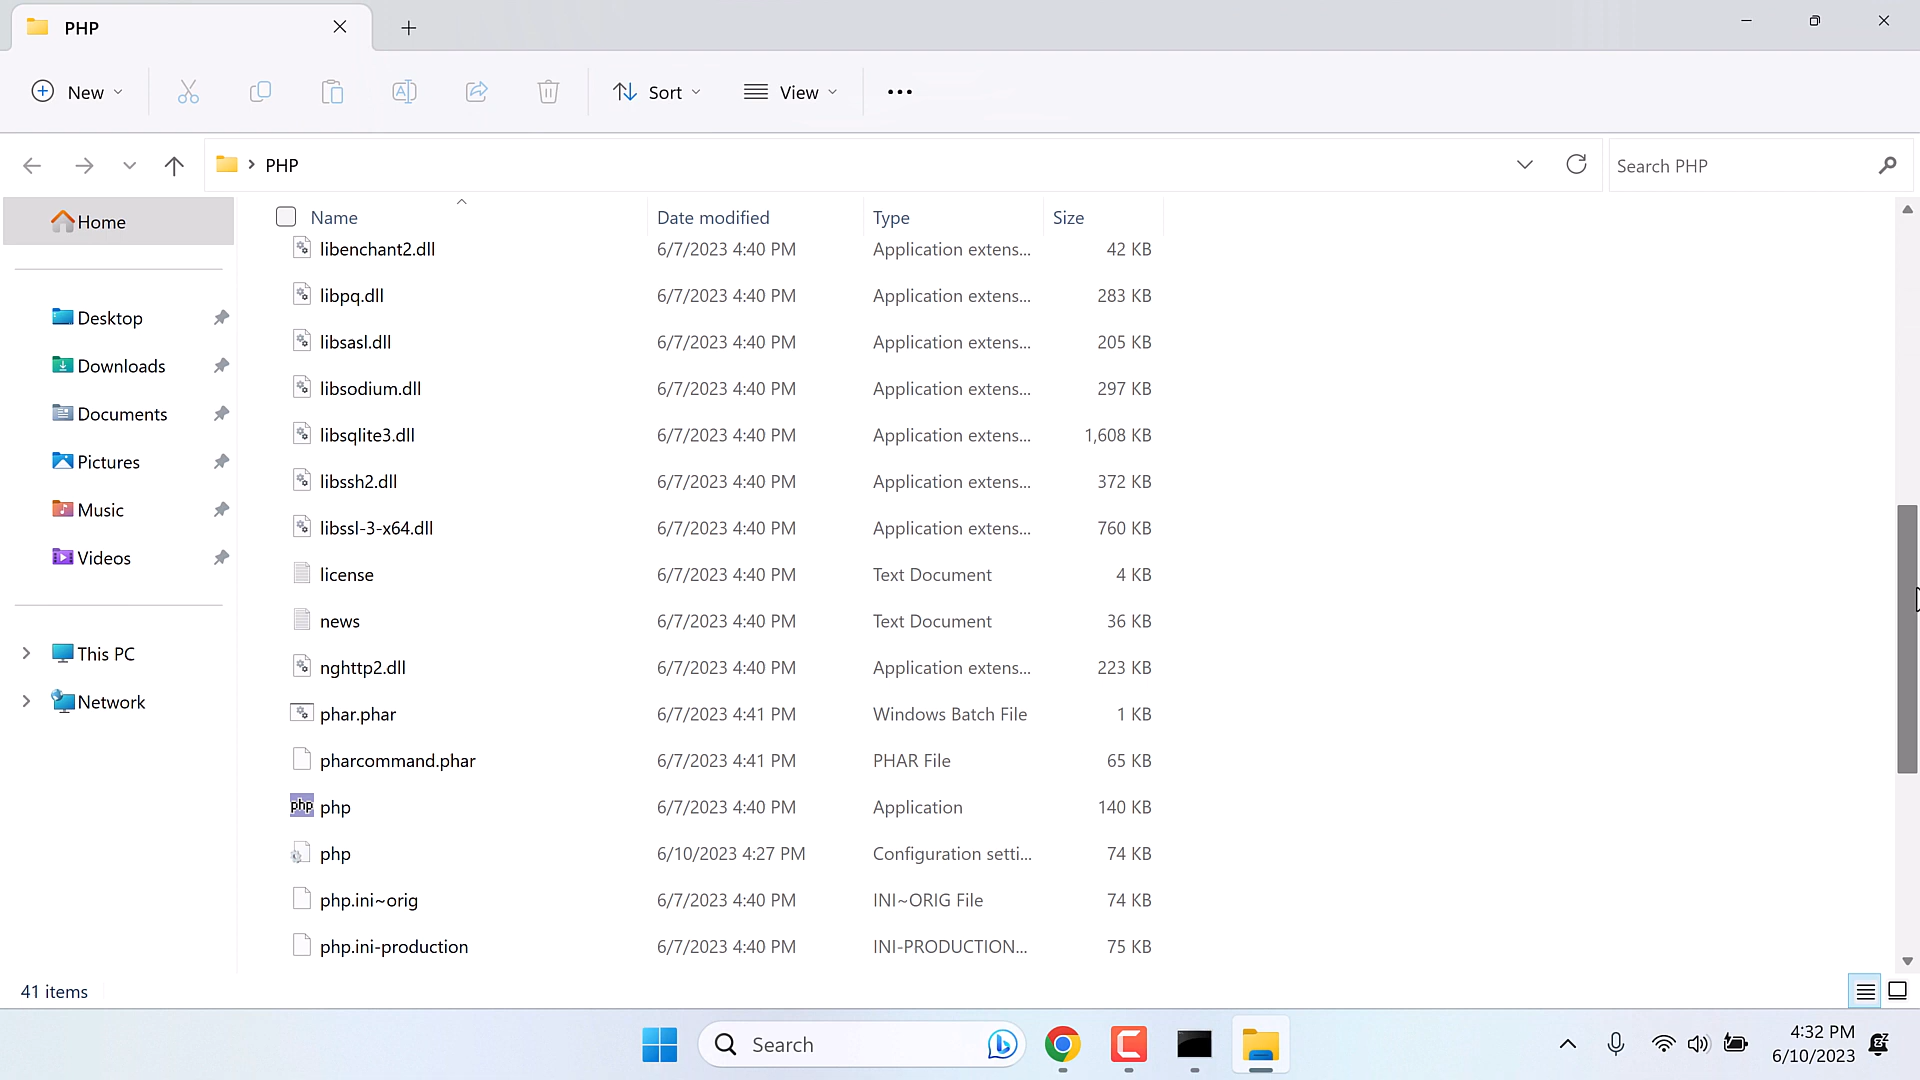 PHP
New
Sort
View
PHP
Search PHP
Home
Desktop
Downloads
Documents
Pictures
Music
Videos
This PC
Network
Name Date modified Type Size
libenchant2.dll 6/7/2023 4:40 PM Application extens... 42 KB
libpq.dll 6/7/2023 4:40 PM Application extens... 283 KB
libsasl.dll 6/7/2023 4:40 PM Application extens... 205 KB
libsodium.dll 6/7/2023 4:40 PM Application extens... 297 KB
libsqlite3.dll 6/7/2023 4:40 PM Application extens... 1,608 KB
libssh2.dll 6/7/2023 4:40 PM Application extens... 372 KB
libssl-3-x64.dll 6/7/2023 4:40 PM Application extens... 760 KB
license 6/7/2023 4:40 PM Text Document 4 KB
news 6/7/2023 4:40 PM Text Document 36 KB
nghttp2.dll 6/7/2023 4:40 PM Application extens... 223 KB
phar.phar 6/7/2023 4:41 PM Windows Batch File 1 KB
pharcommand.phar 6/7/2023 4:41 PM PHAR File 65 KB
php php 6/7/2023 4:40 PM Application 140 KB
php 6/10/2023 4:27 PM Configuration setti... 74 KB
php.ini~orig 6/7/2023 4:40 PM INI~ORIG File 74 KB
php.ini-production 6/7/2023 4:40 PM INI-PRODUCTION... 75 KB
41 items
Search
4:32 PM
6/10/2023